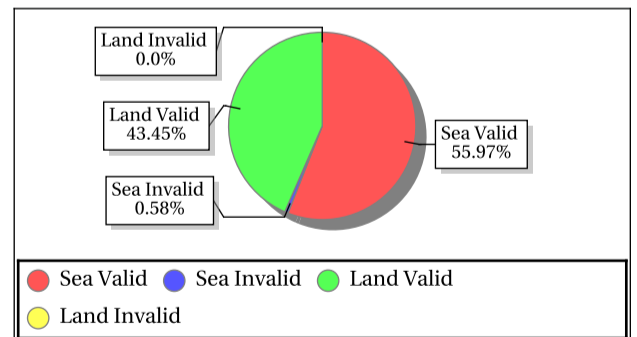 Land Invalid
0.0%
Land Valid
43.45%
Sea Valid
55.97%
Sea Invalid
0.58%
Sea Valid Sea Invalid Land Valid
Land Invalid